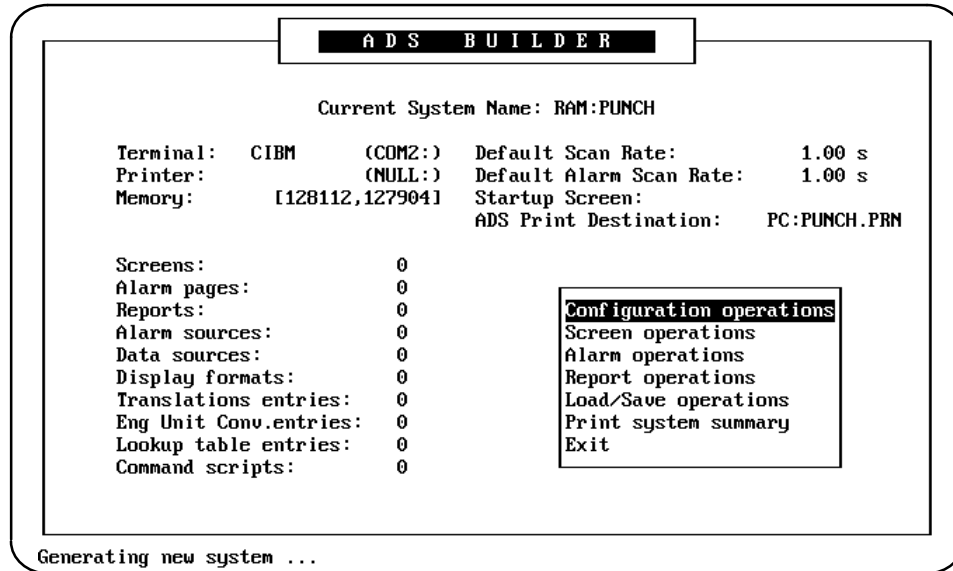 ADS BUILDER
Current System Name: RAM:PUNCH
Terminal: CIBM (COM2:) Default Scan Rate: 1.00 s
Printer: (NULL:) Default Alarm Scan Rate: 1.00 s
Memory: [128112,127904] Startup Screen:
ADS Print Destination: PC:PUNCH.PRN
Screens: 0
Alarm pages: 0
Reports: 0
Alarm sources: 0
Data sources: 0
Display formats: 0
Translations entries: 0
Eng Unit Conv.entries: 0
Lookup table entries: 0
Command scripts: 0
Configuration operations
Screen operations
Alarm operations
Report operations
Load/Save operations
Print system summary
Exit
Generating new system ...